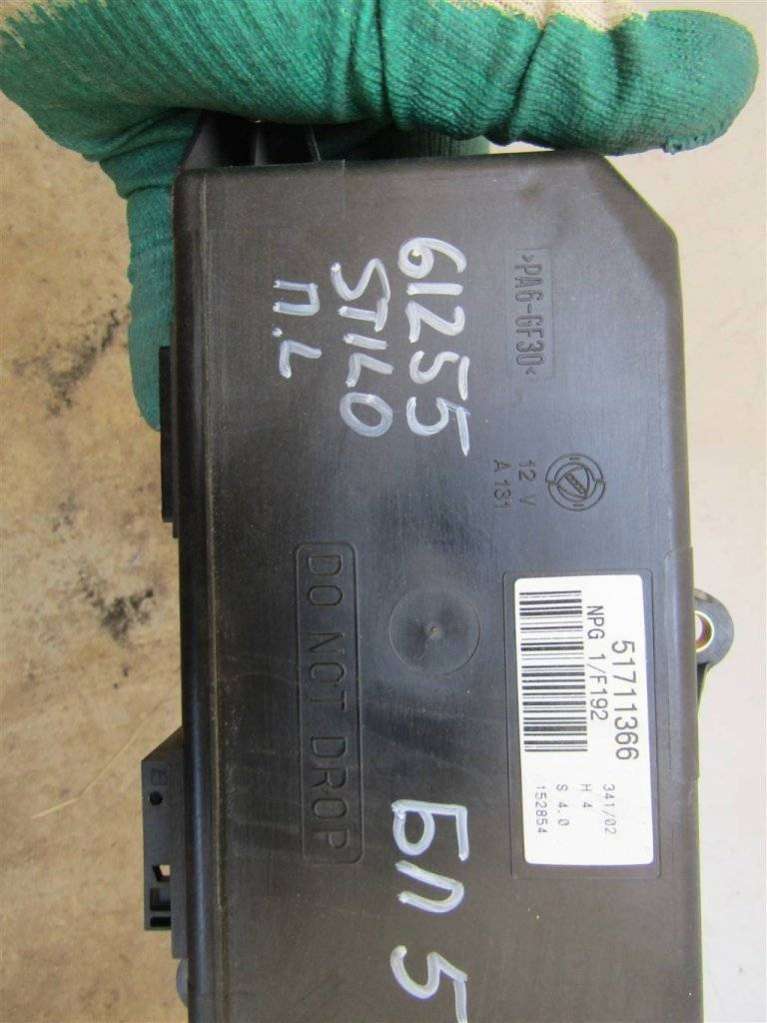 >PA6-GF30<
61255
STILO
П.L
12 V
A 131
DO NOT DROP
51711366
NPG 1/F192
341/02
H 4
S 4.0
152854
БЛ 5
E